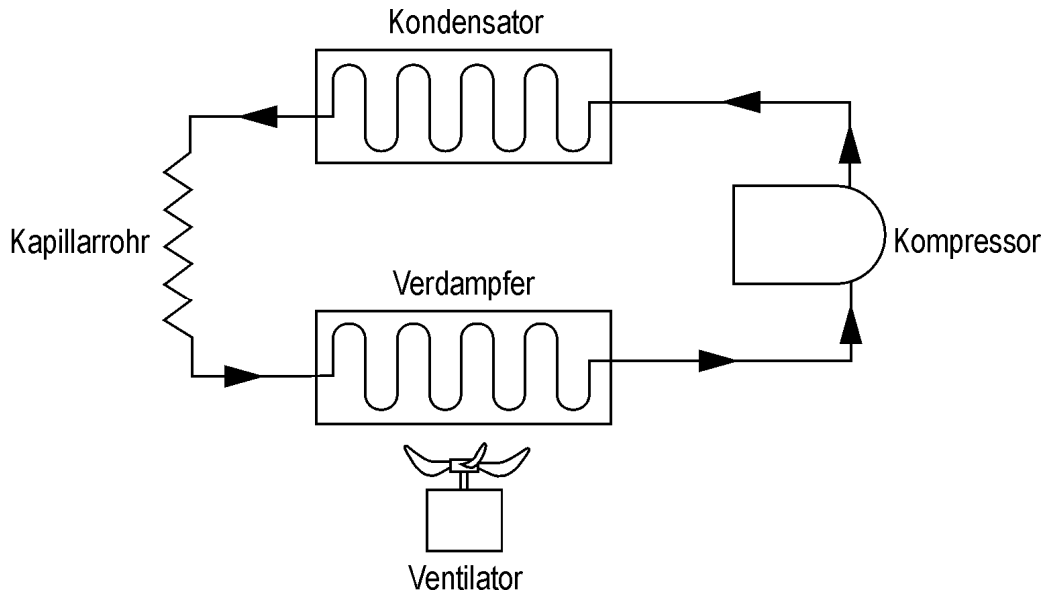 Kondensator
Kapillarrohr
Kompressor
Verdampfer
Ventilator